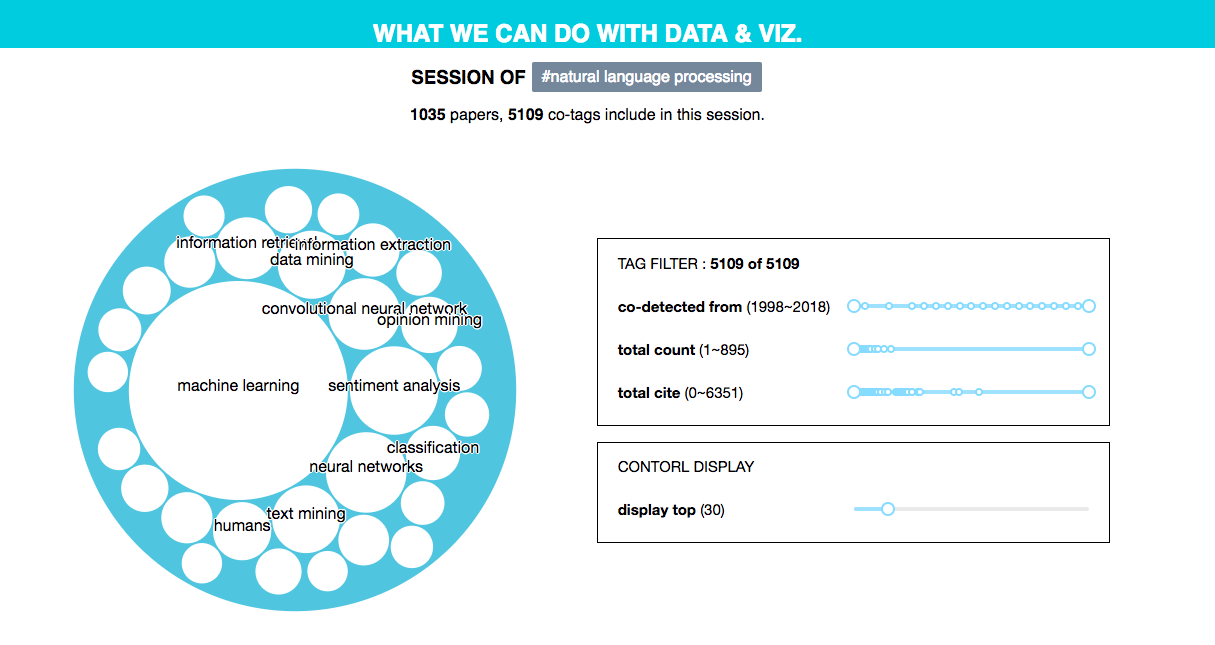 WHAT WE CAN DO WITH DATA & VIZ.
SESSION OF #natural language processing
1035 papers, 5109 co-tags include in this session.
information retrieval
information extraction
data mining
convolutional neural network
opinion mining
machine learning
sentiment analysis
classification
neural networks
text mining
humans
TAG FILTER : 5109 of 5109
co-detected from (1998~2018)
total count (1~895)
total cite (0~6351)
CONTORL DISPLAY
display top (30)